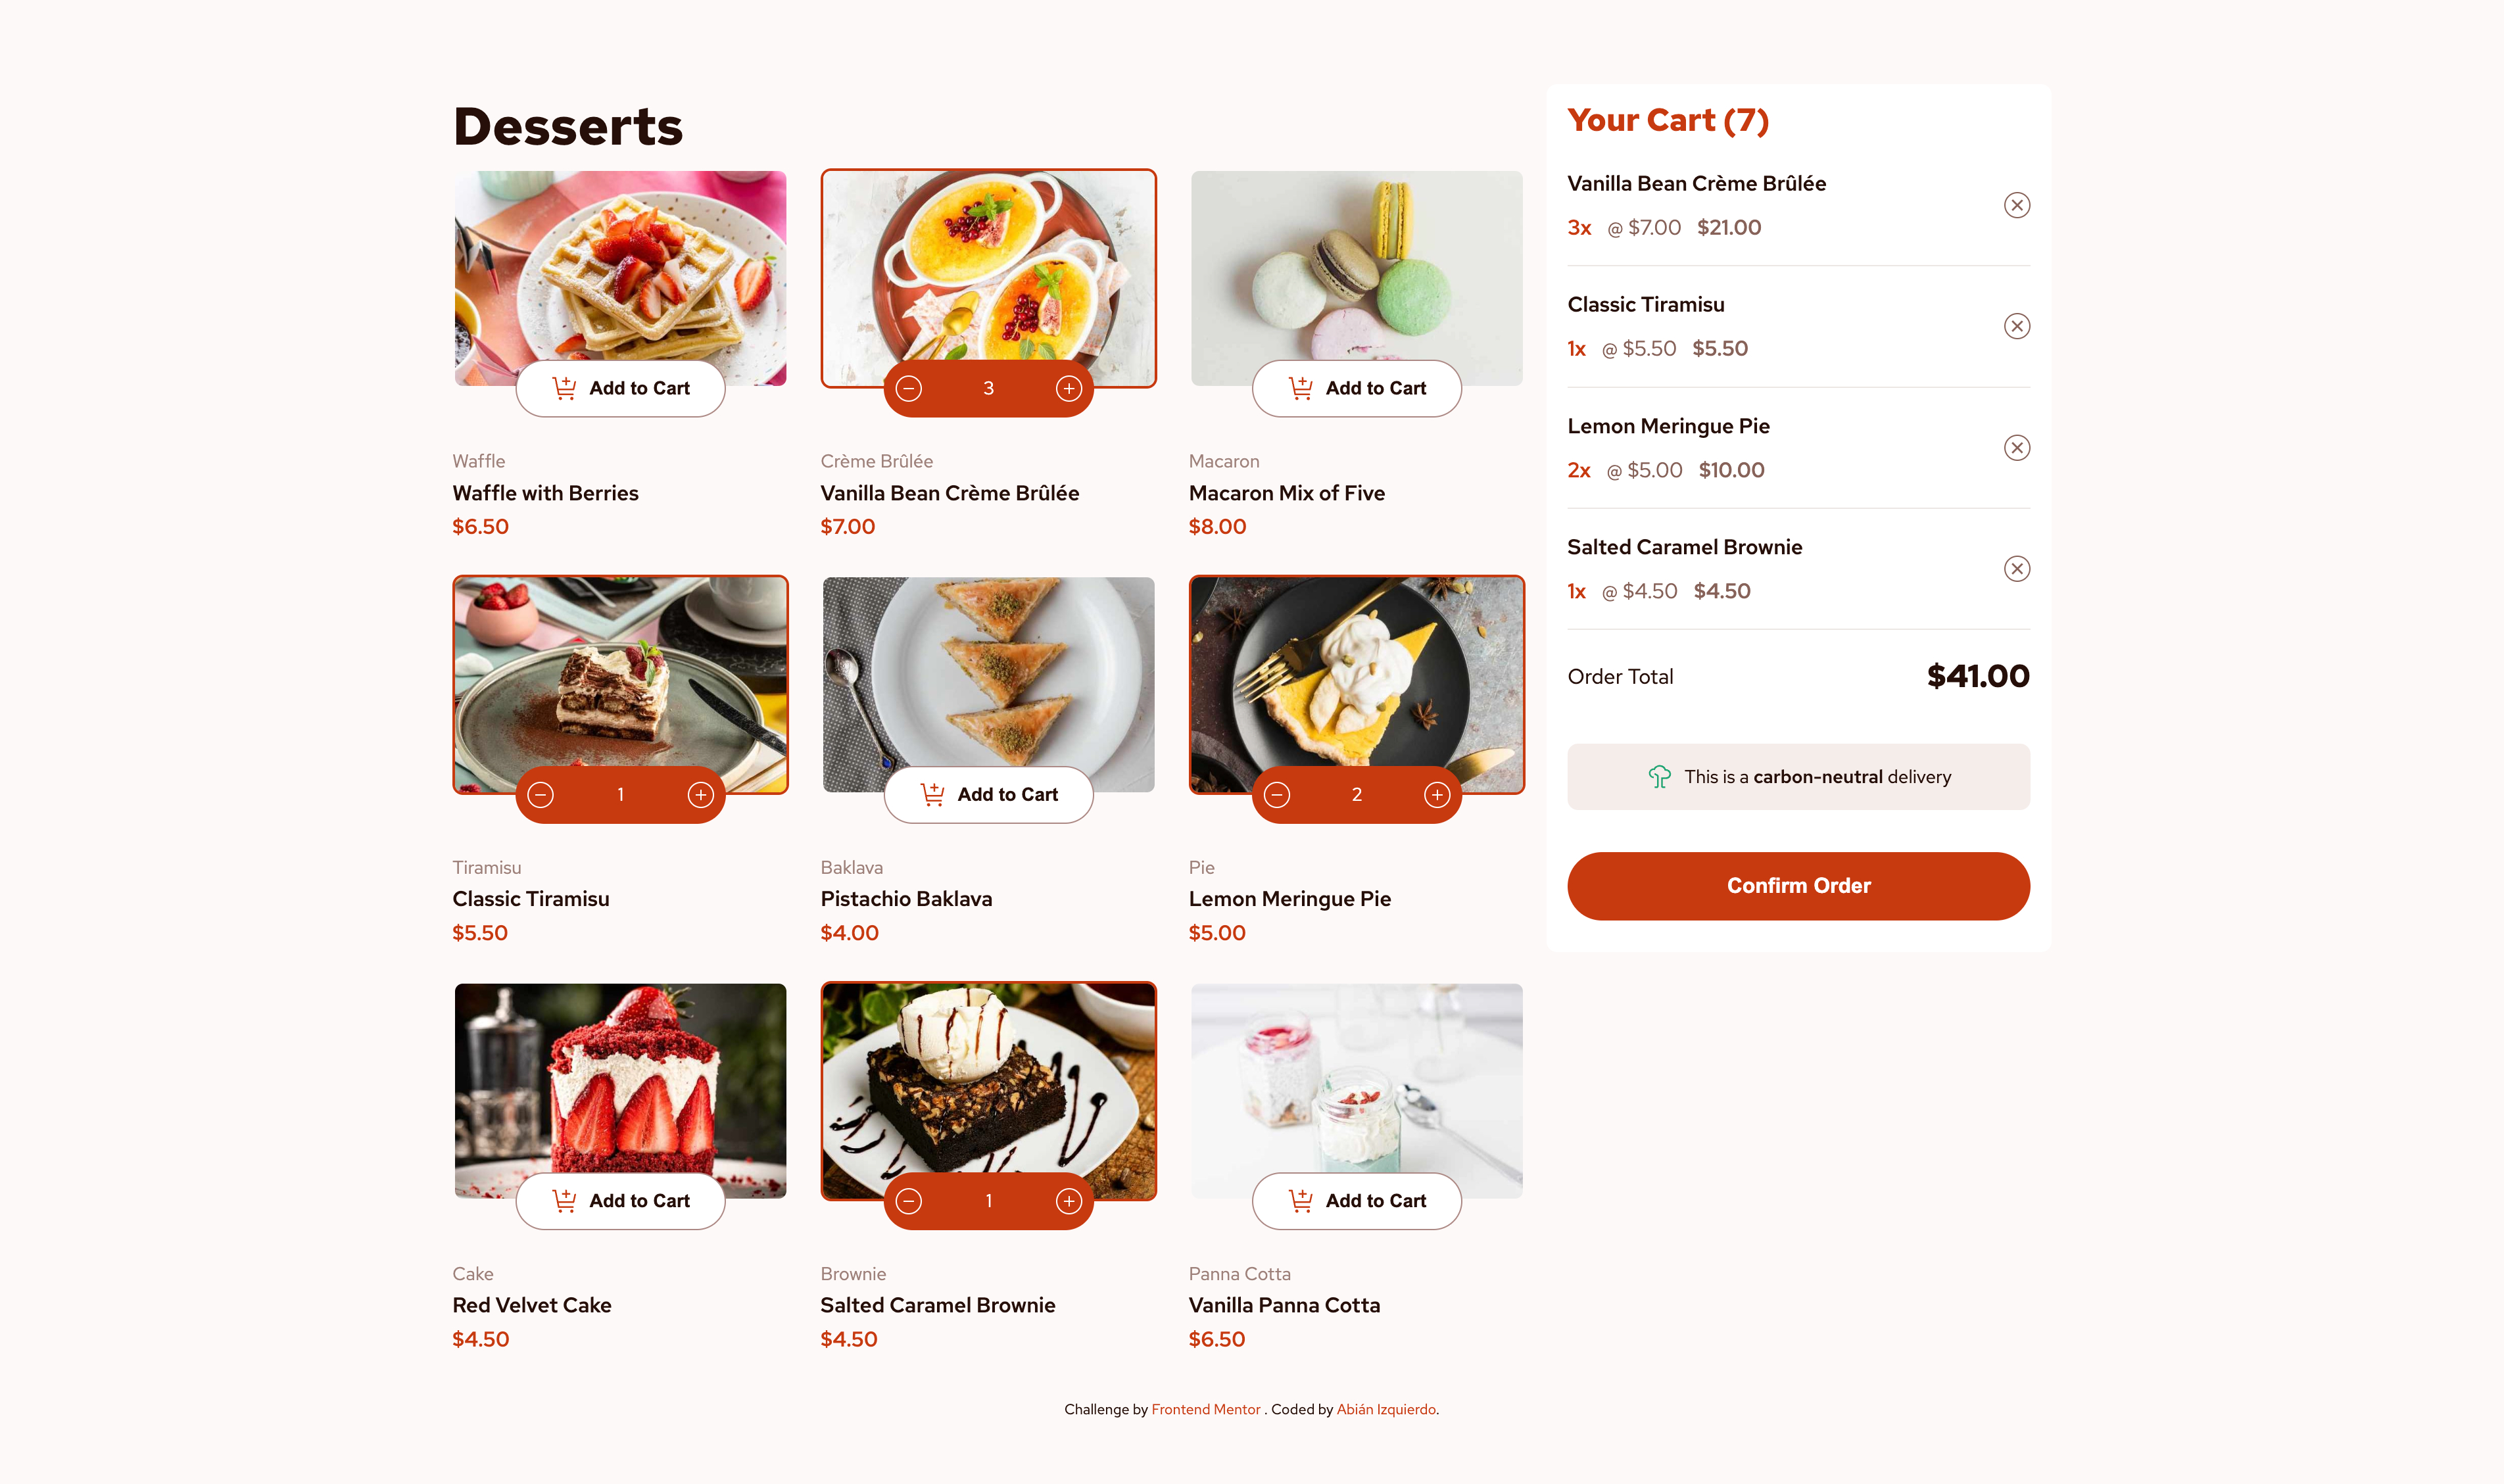 Desserts
Add to Cart
Waffle
Waffle with Berries
$6.50
3
Crème Brûlée
Vanilla Bean Crème Brûlée
$7.00
Add to Cart
Macaron
Macaron Mix of Five
$8.00
1
Tiramisu
Classic Tiramisu
$5.50
Add to Cart
Baklava
Pistachio Baklava
$4.00
2
Pie
Lemon Meringue Pie
$5.00
Add to Cart
Cake
Red Velvet Cake
$4.50
1
Brownie
Salted Caramel Brownie
$4.50
Add to Cart
Panna Cotta
Vanilla Panna Cotta
$6.50
Your Cart (7)
Vanilla Bean Crème Brûlée
3x @ $7.00 $21.00
Classic Tiramisu
1x @ $5.50 $5.50
Lemon Meringue Pie
2x @ $5.00 $10.00
Salted Caramel Brownie
1x @ $4.50 $4.50
Order Total $41.00
This is a carbon-neutral delivery
Confirm Order
Challenge by Frontend Mentor . Coded by Abián Izquierdo.